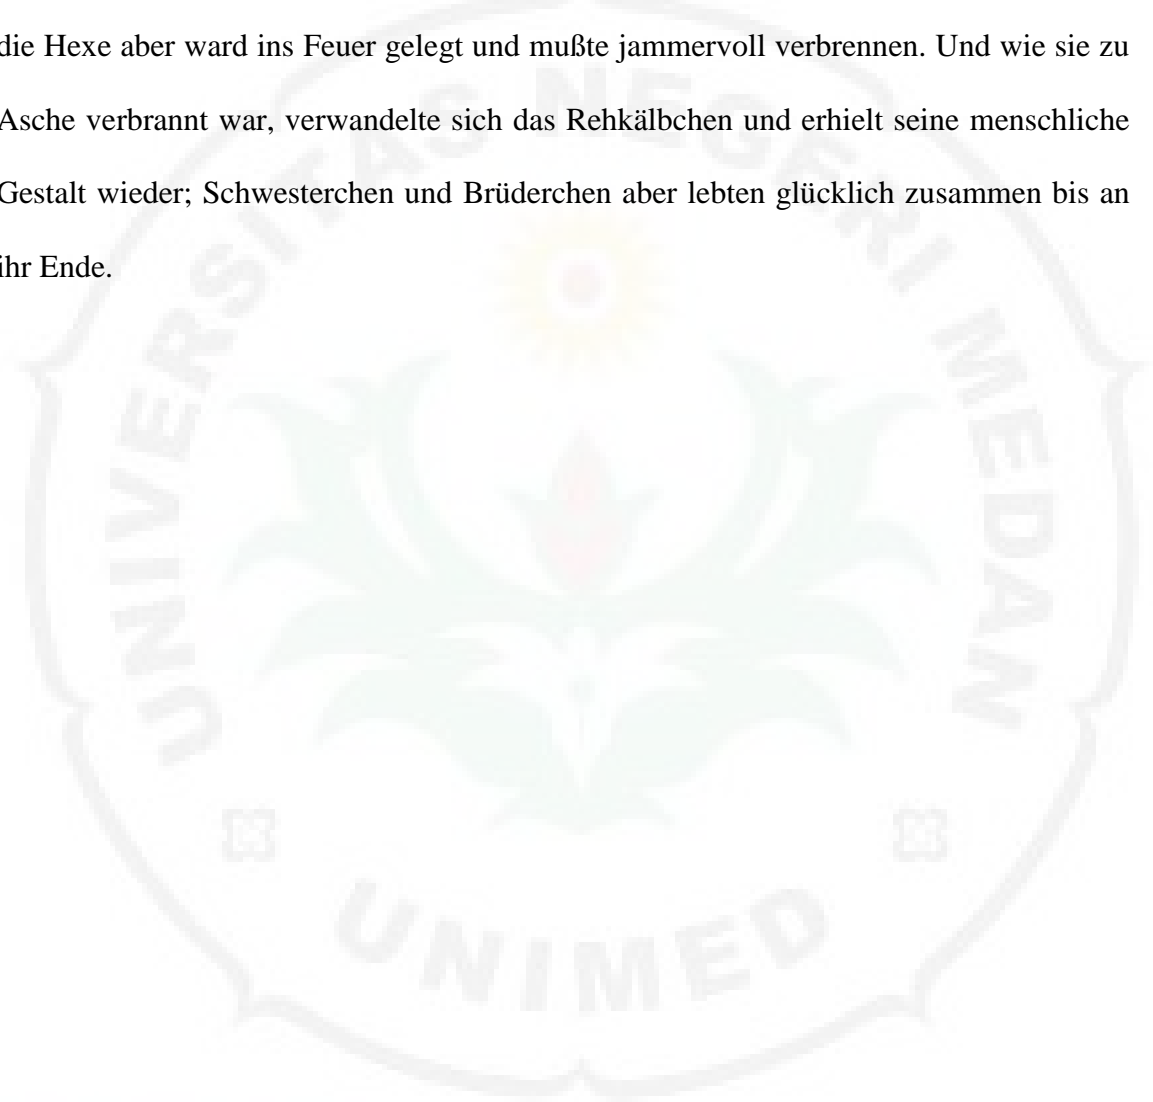 die Hexe aber ward ins Feuer gelegt und mußte jammervoll verbrennen. Und wie sie zu
Asche verbrannt war, verwandelte sich das Rehkälbchen und erhielt seine menschliche
Gestalt wieder; Schwesterchen und Brüderchen aber lebten glücklich zusammen bis an
ihr Ende.
UNIVERSITAS NEGERI MEDAN
UNIMED